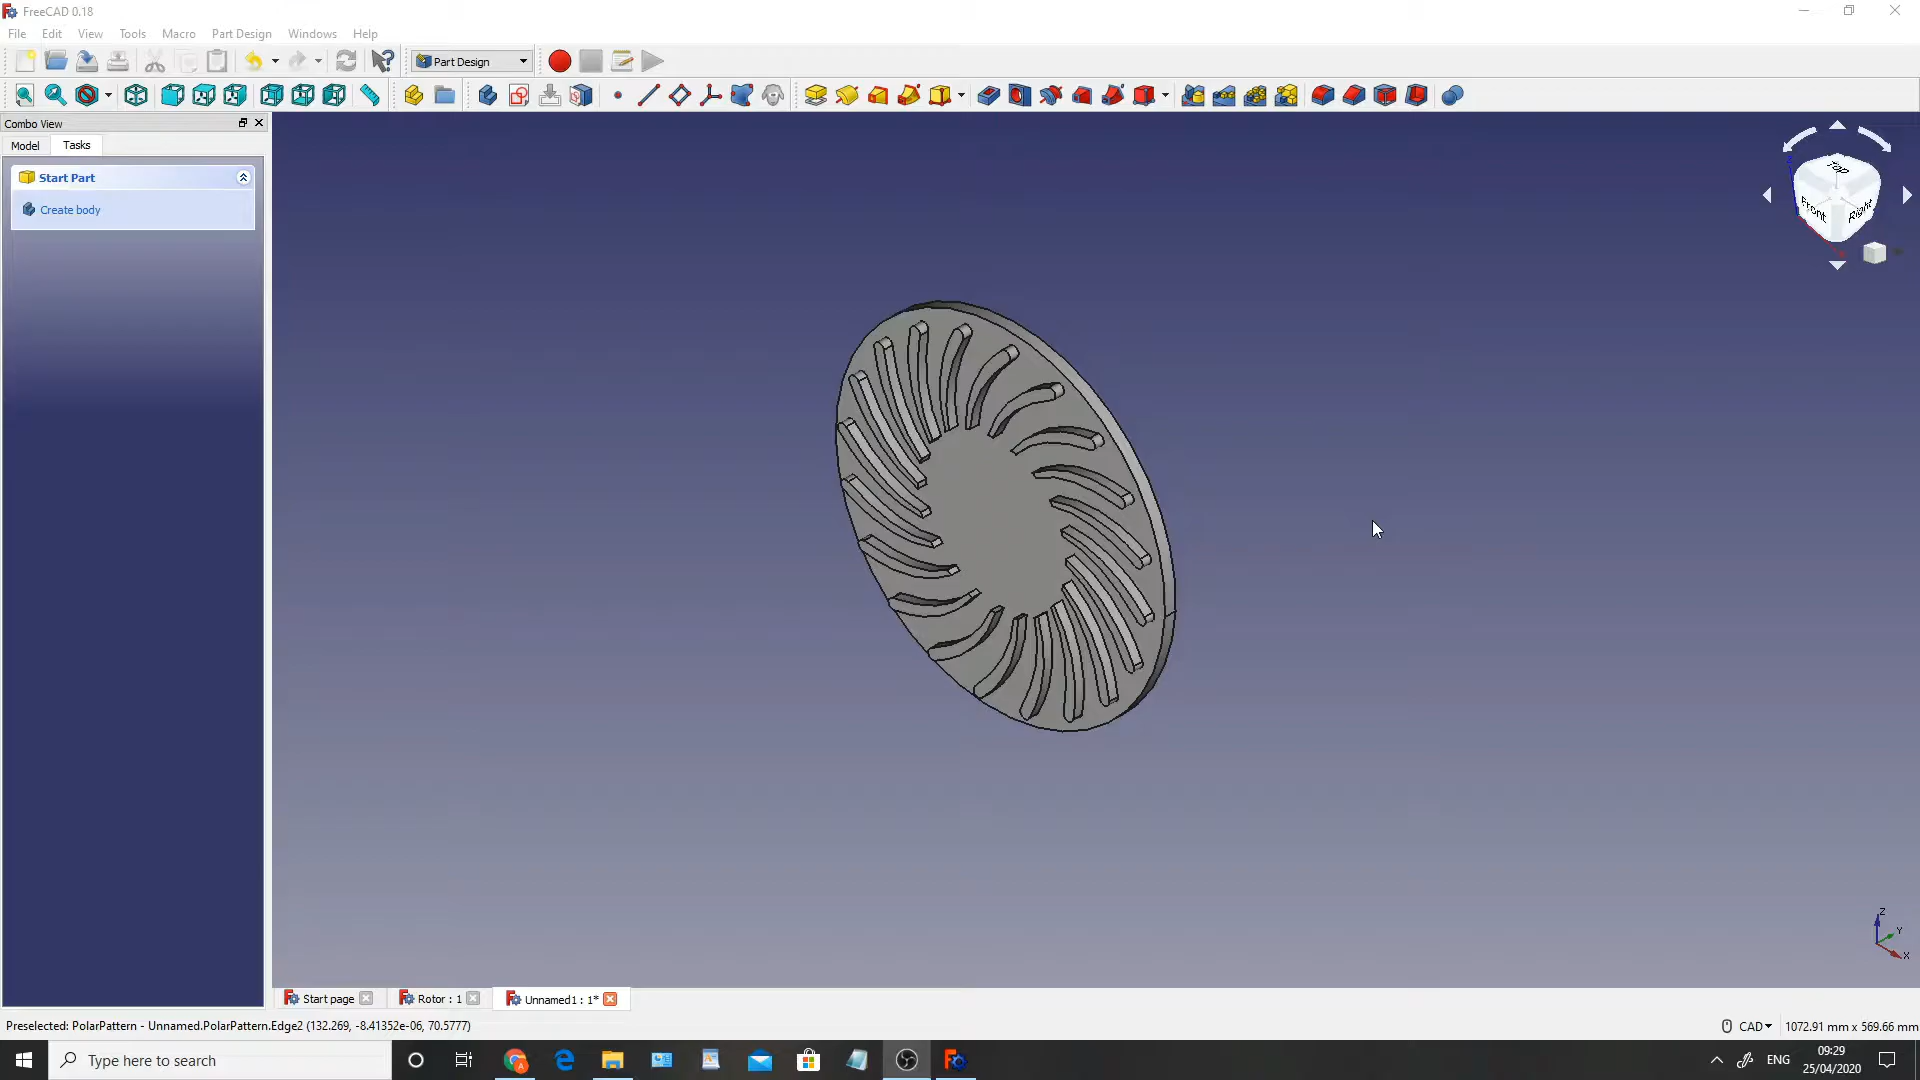 FreeCAD 0.18
File Edit View Tools Macro Part Design Windows Help
Part Design
Combo View
Model Tasks
Start Part
Create body
Top
Front Right
Z
Y
X
Start page Rotor : 1 Unnamed1 : 1*
Preselected: PolarPattern - Unnamed.PolarPattern.Edge2 (132.269, -8.41352e-06, 70.5777) CAD 1072.91 mm x 569.66 mm
Type here to search ENG 09:29
25/04/2020